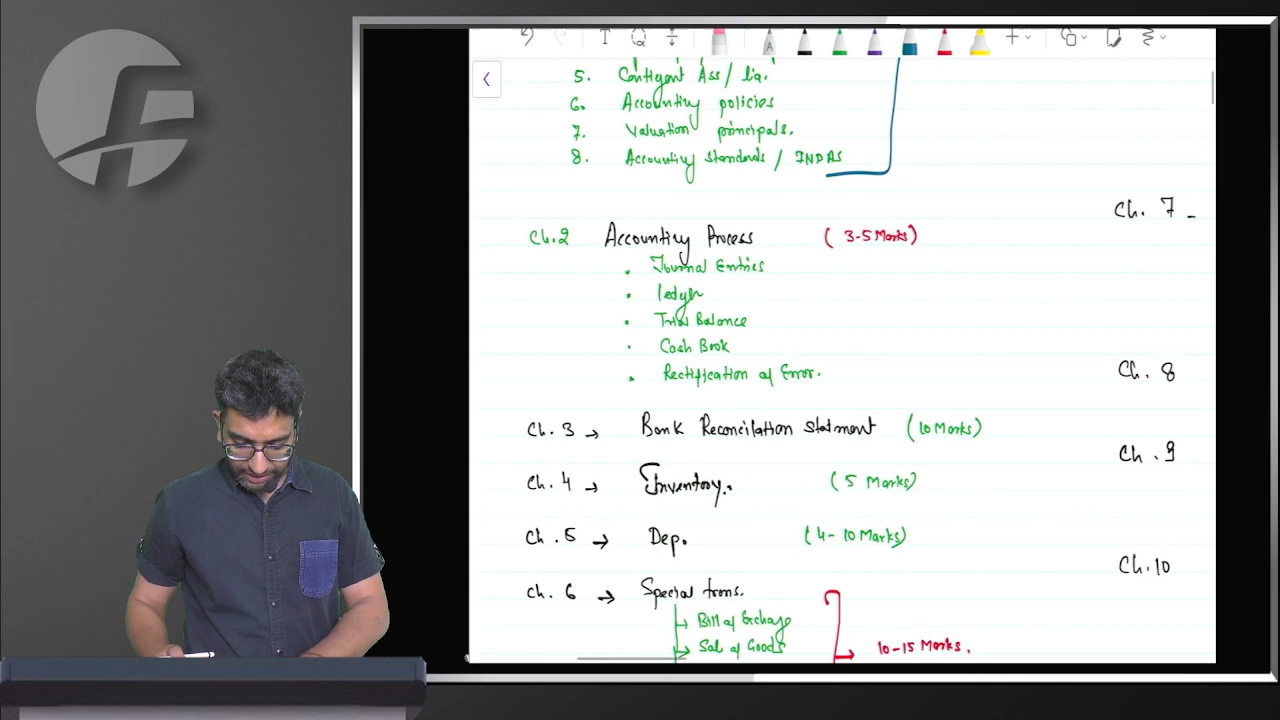 5. Contigent Ass/ lia.
6. Accounting policies
7. Valuation principals.
8. Accounting Standards / INDAS
Ch. 7 -
Ch.2 Accounting Process (3-5 Marks)
• Journal Entries
• ledger
• Trial Balance
• Cash Book
• Rectification of Error.
Ch. 8
Ch. 3 → Bank Reconcilation Statment (10 Marks)
Ch. 9
Ch. 4 → Inventory. (5 Marks)
Ch. 5 → Dep. (4-10 Marks)
Ch.10
Ch. 6 → Special trans.
→ Bill of Exchage
→ Sal of Goods
→ 10-15 Marks.